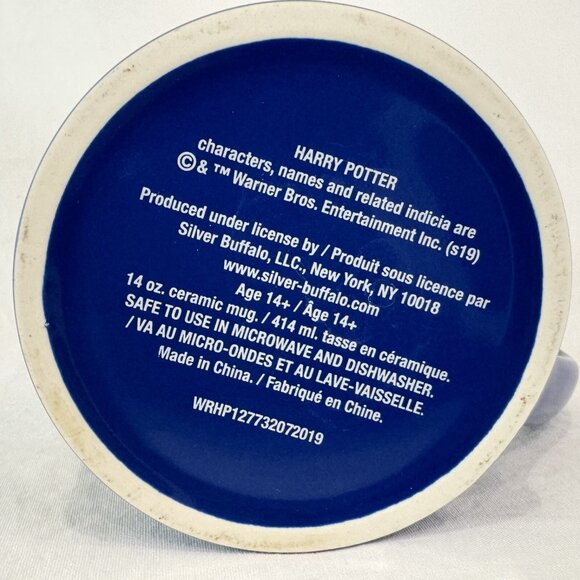 HARRY POTTER
characters, names and related indicia are
© & ™ Warner Bros. Entertainment Inc. (s19)
Produced under license by / Produit sous licence par
Silver Buffalo, LLC., New York, NY 10018
www.silver-buffalo.com
Age 14+ / Âge 14+
14 oz. ceramic mug. / 414 ml. tasse en céramique.
SAFE TO USE IN MICROWAVE AND DISHWASHER.
/ VA AU MICRO-ONDES ET AU LAVE-VAISSELLE.
Made in China. / Fabriqué en Chine.
WRHP127732072019